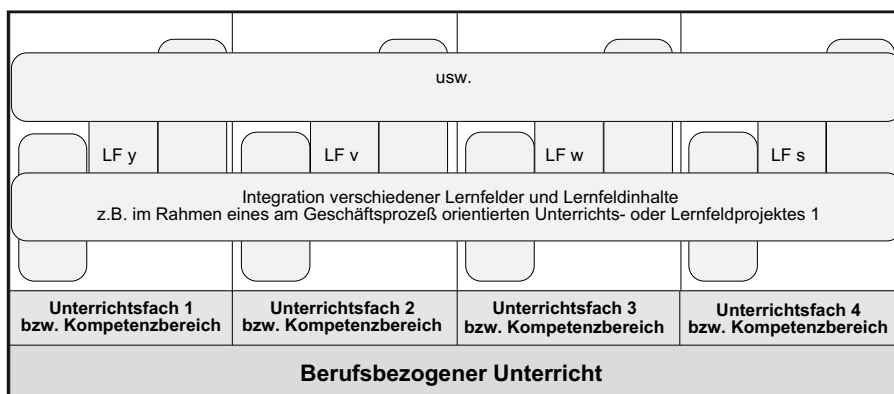 usw.
LF y
LF v
LF w
LF s
Integration verschiedener Lernfelder und Lernfeldinhalte
z.B. im Rahmen eines am Geschäftsprozeß orientierten Unterrichts- oder Lernfeldprojektes 1
Unterrichtsfach 1
bzw. Kompetenzbereich
Unterrichtsfach 2
bzw. Kompetenzbereich
Unterrichtsfach 3
bzw. Kompetenzbereich
Unterrichtsfach 4
bzw. Kompetenzbereich
Berufsbezogener Unterricht